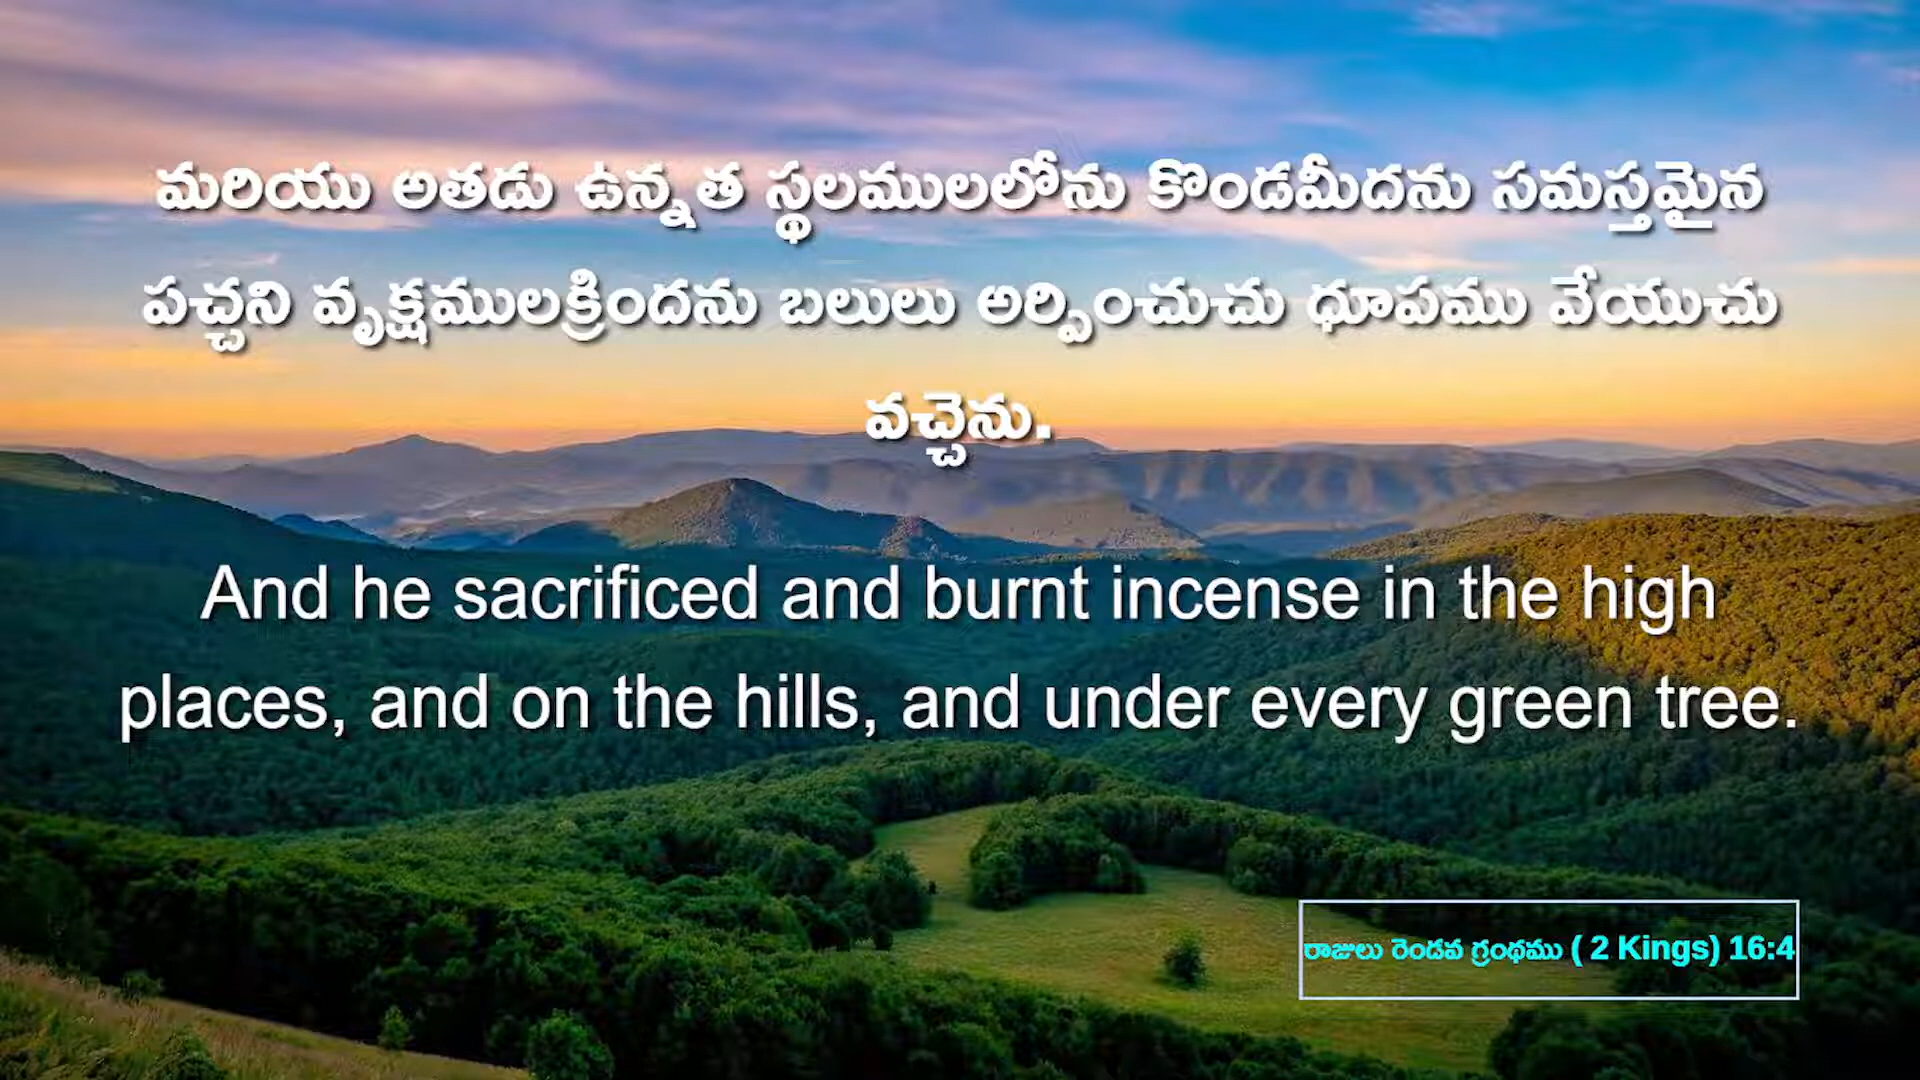 మరియు అతడు ఉన్నత స్థలములలోను కొండమీదను సమస్తమైన
పచ్చని వృక్షములక్రిందను బలులు అర్పించుచు ధూపము వేయుచు
వచ్చెను.
And he sacrificed and burnt incense in the high
places, and on the hills, and under every green tree.
రాజులు రెండవ గ్రంథము ( 2 Kings) 16:4